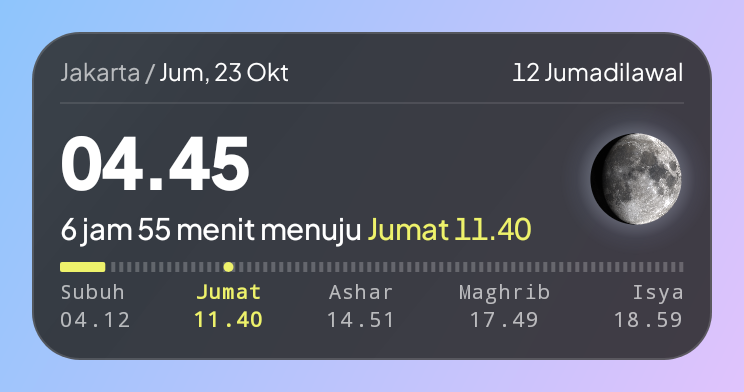 Jakarta / Jum, 23 Okt
12 Jumadilawal
04.45
6 jam 55 menit menuju Jumat 11.40
Subuh Jumat Ashar Maghrib Isya
04.12 11.40 14.51 17.49 18.59